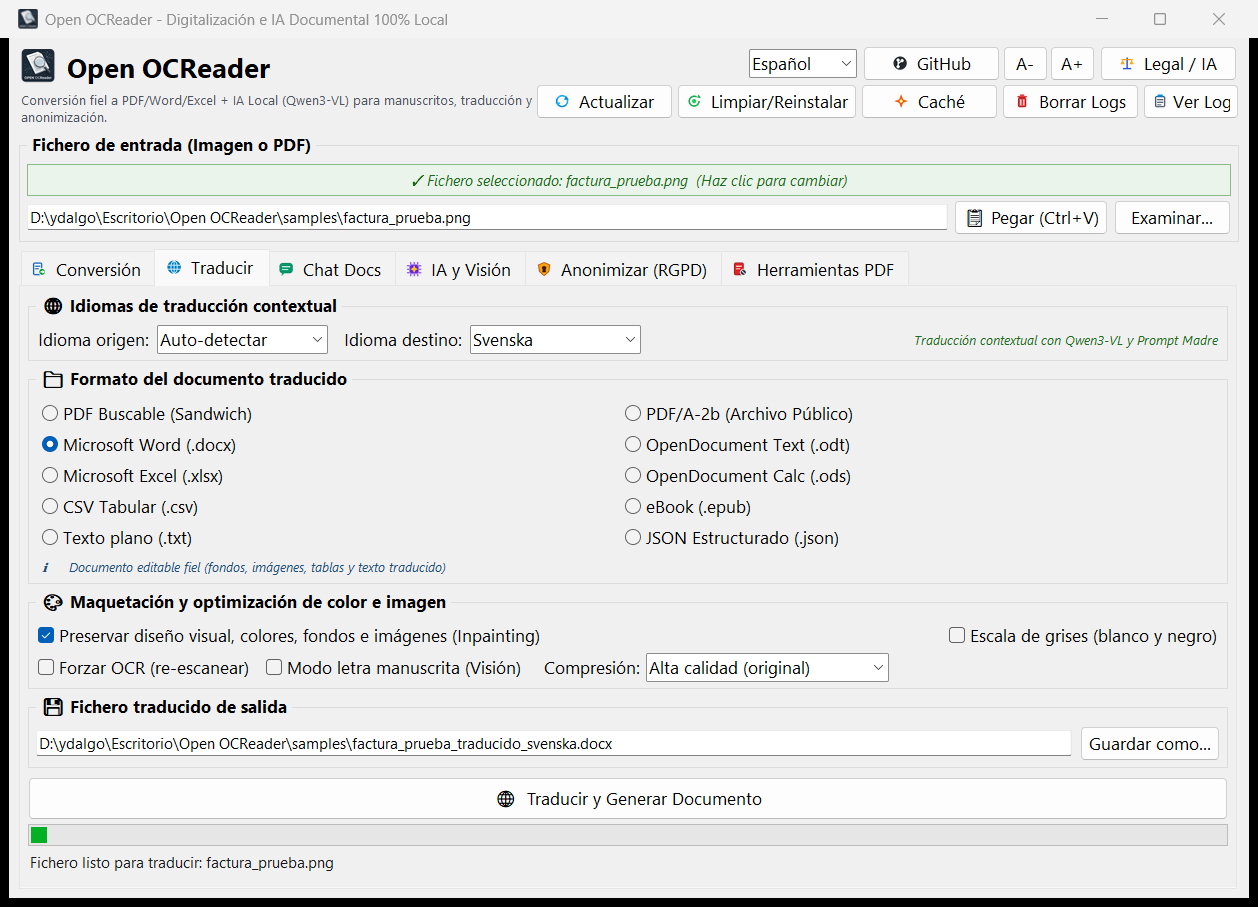 Open OCReader - Digitalización e IA Documental 100% Local
Open OCReader
Español
GitHub
A-
A+
Legal / IA
Conversión fiel a PDF/Word/Excel + IA Local (Qwen3-VL) para manuscritos, traducción y
anonimización.
Actualizar
Limpiar/Reinstalar
Caché
Borrar Logs
Ver Log
Fichero de entrada (Imagen o PDF)
✓ Fichero seleccionado: factura_prueba.png (Haz clic para cambiar)
D:\ydalgo\Escritorio\Open OCReader\samples\factura_prueba.png
Pegar (Ctrl+V)
Examinar...
Conversión
Traducir
Chat Docs
IA y Visión
Anonimizar (RGPD)
Herramientas PDF
Idiomas de traducción contextual
Idioma origen: Auto-detectar
Idioma destino: Svenska
Traducción contextual con Qwen3-VL y Prompt Madre
Formato del documento traducido
PDF Buscable (Sandwich)
PDF/A-2b (Archivo Público)
Microsoft Word (.docx)
OpenDocument Text (.odt)
Microsoft Excel (.xlsx)
OpenDocument Calc (.ods)
CSV Tabular (.csv)
eBook (.epub)
Texto plano (.txt)
JSON Estructurado (.json)
i Documento editable fiel (fondos, imágenes, tablas y texto traducido)
Maquetación y optimización de color e imagen
Preservar diseño visual, colores, fondos e imágenes (Inpainting)
Escala de grises (blanco y negro)
Forzar OCR (re-escanear)
Modo letra manuscrita (Visión)
Compresión: Alta calidad (original)
Fichero traducido de salida
D:\ydalgo\Escritorio\Open OCReader\samples\factura_prueba_traducido_svenska.docx
Guardar como...
Traducir y Generar Documento
Fichero listo para traducir: factura_prueba.png